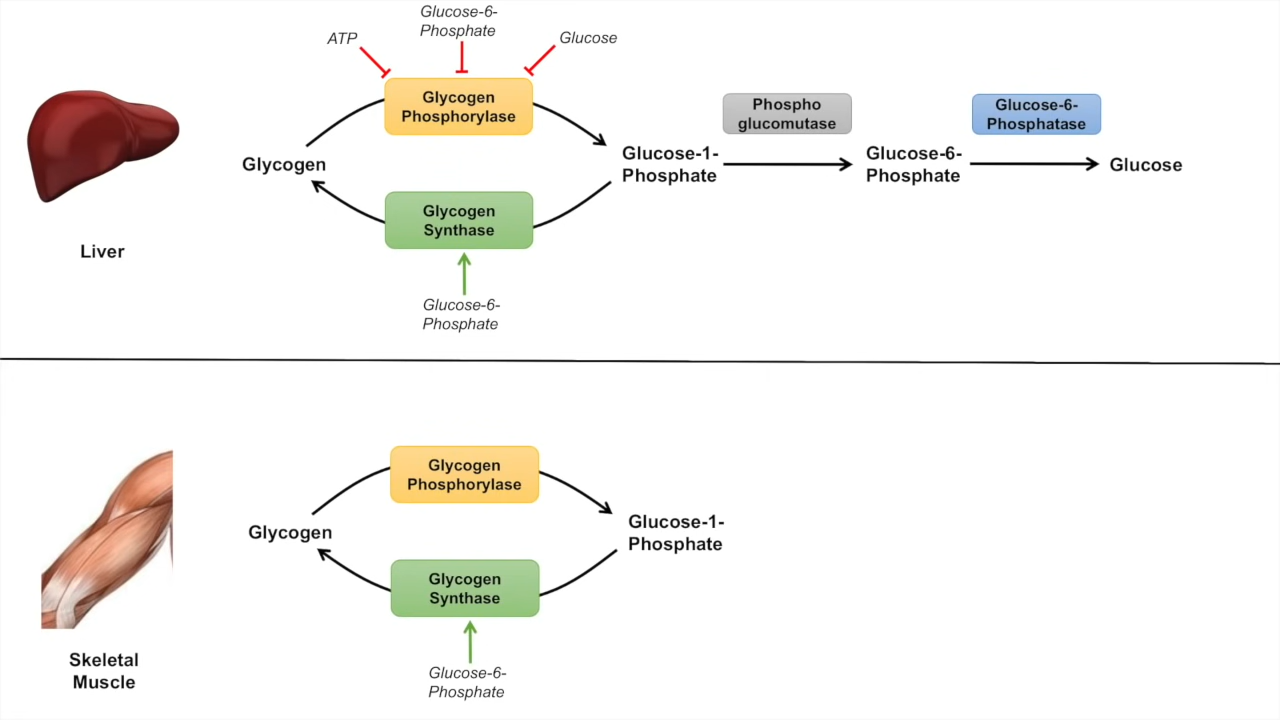 Glucose-6-
Phosphate
ATP
Glucose
Glycogen
Phosphorylase
Phospho
glucomutase
Glucose-6-
Phosphatase
Glycogen
Glucose-1-
Phosphate
Glucose-6-
Phosphate
Glucose
Glycogen
Synthase
Liver
Glucose-6-
Phosphate
Glycogen
Phosphorylase
Glycogen
Glucose-1-
Phosphate
Glycogen
Synthase
Skeletal
Muscle
Glucose-6-
Phosphate